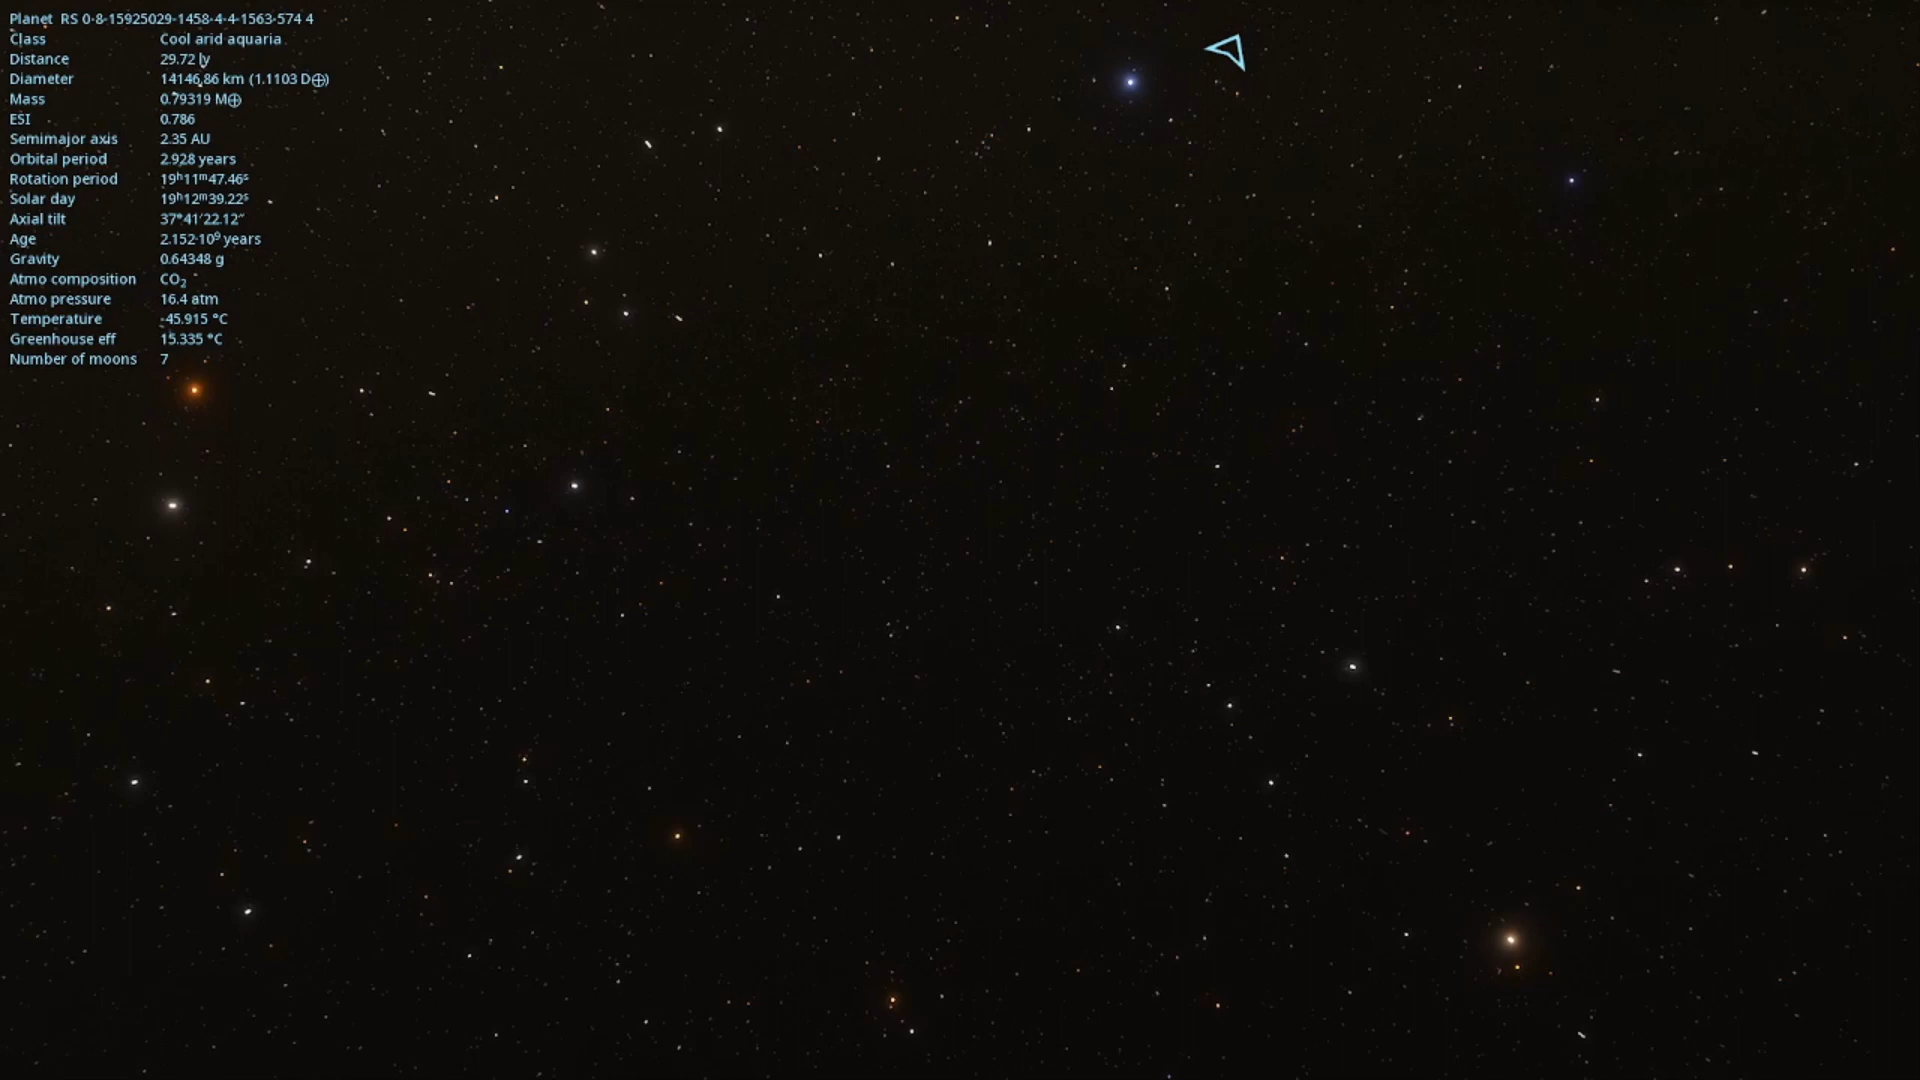 Planet RS 0-8-15925029-1458-4-4-1563-574 4
Class Cool arid aquaria
Distance 29.72 ly
Diameter 14146.86 km (1.1103 D⊕)
Mass 0.79319 M⊕
ESI 0.786
Semimajor axis 2.35 AU
Orbital period 2.928 years
Rotation period 19ʰ11ᵐ47.46ˢ
Solar day 19ʰ12ᵐ39.22ˢ
Axial tilt 37°41′22.12″
Age 2.152·10⁹ years
Gravity 0.64348 g
Atmo composition CO₂
Atmo pressure 16.4 atm
Temperature -45.915 °C
Greenhouse eff 15.335 °C
Number of moons 7